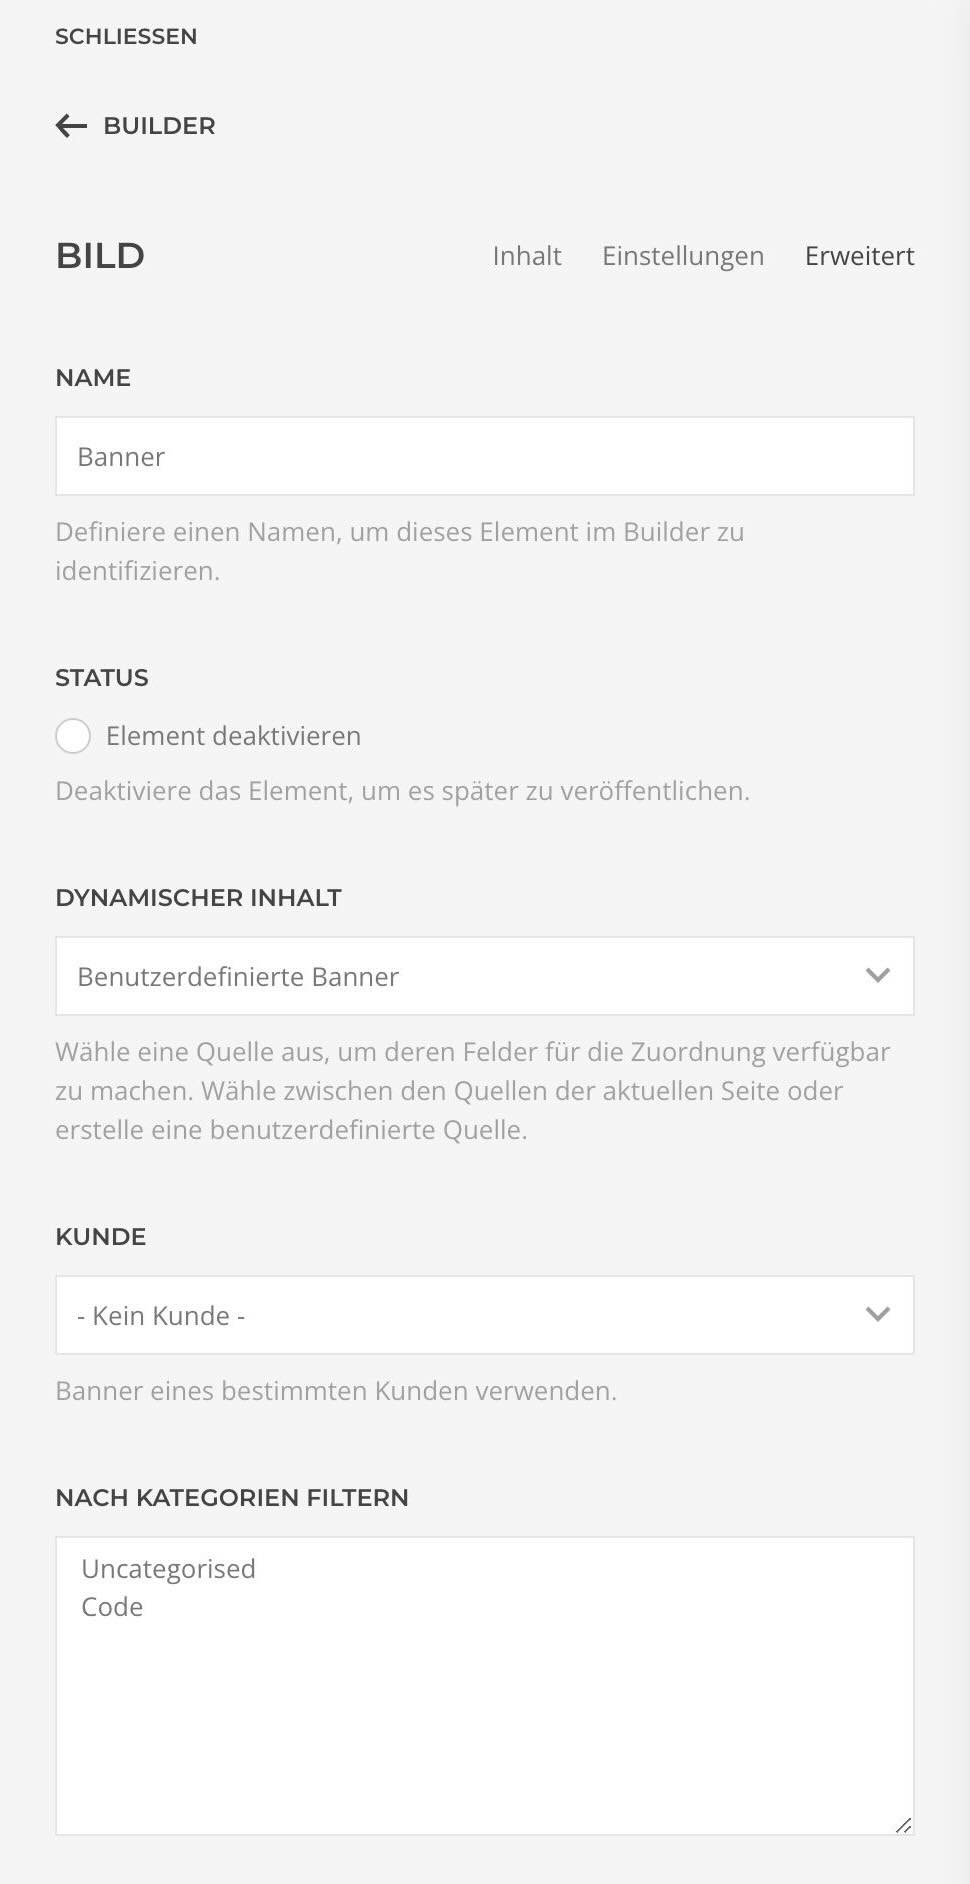 SCHLIESSEN
BUILDER
BILD
Inhalt Einstellungen Erweitert
NAME
Banner
Definiere einen Namen, um dieses Element im Builder zu
identifizieren.
STATUS
Element deaktivieren
Deaktiviere das Element, um es später zu veröffentlichen.
DYNAMISCHER INHALT
Benutzerdefinierte Banner
Wähle eine Quelle aus, um deren Felder für die Zuordnung verfügbar
zu machen. Wähle zwischen den Quellen der aktuellen Seite oder
erstelle eine benutzerdefinierte Quelle.
KUNDE
- Kein Kunde -
Banner eines bestimmten Kunden verwenden.
NACH KATEGORIEN FILTERN
Uncategorised
Code